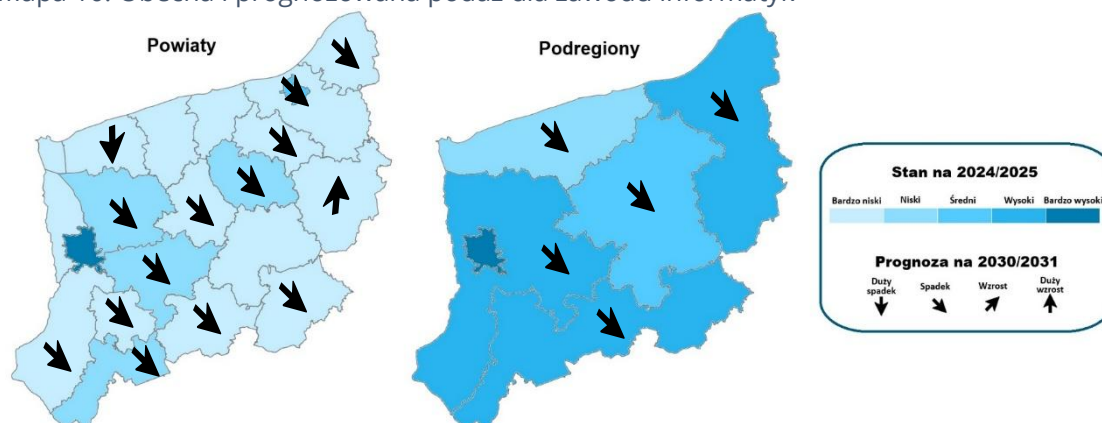 Powiaty
Podregiony
Stan na 2024/2025
Bardzo niski Niski Średni Wysoki Bardzo wysoki
Prognoza na 2030/2031
Duży spadek Spadek Wzrost Duży wzrost